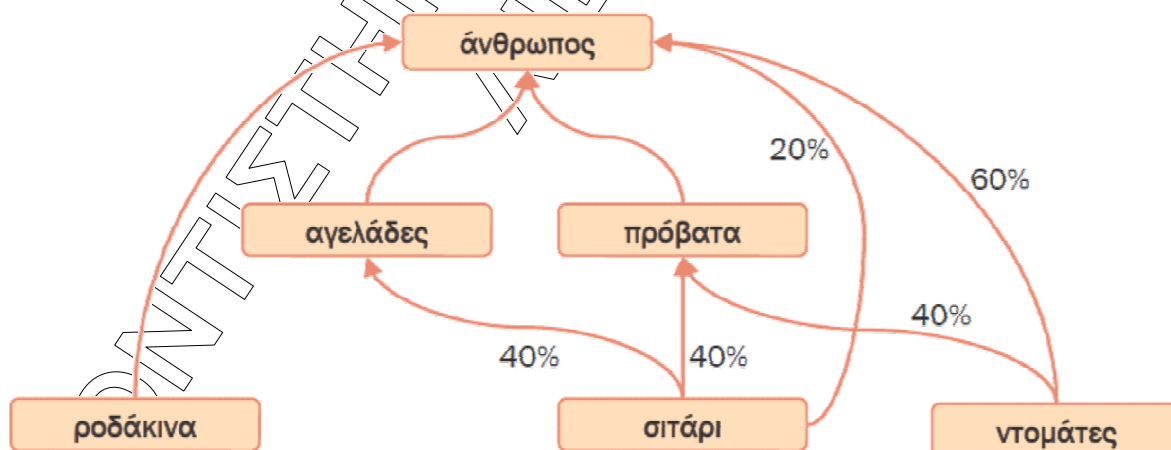 άνθρωπος
20%
60%
αγελάδες
πρόβατα
40%
40%
40%
ροδάκινα
σιτάρι
ντομάτες